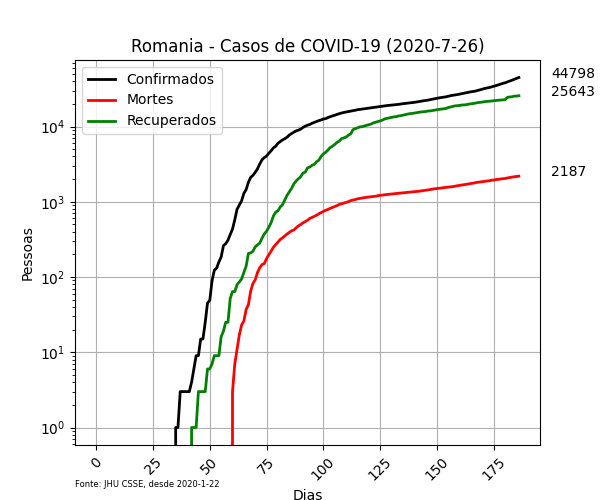 Romania - Casos de COVID-19 (2020-7-26)
Confirmados
Mortes
Recuperados
44798
25643
2187
10⁴
10³
10²
10¹
10⁰
Pessoas
0 25 50 75 100 125 150 175
Fonte: JHU CSSE, desde 2020-1-22
Dias